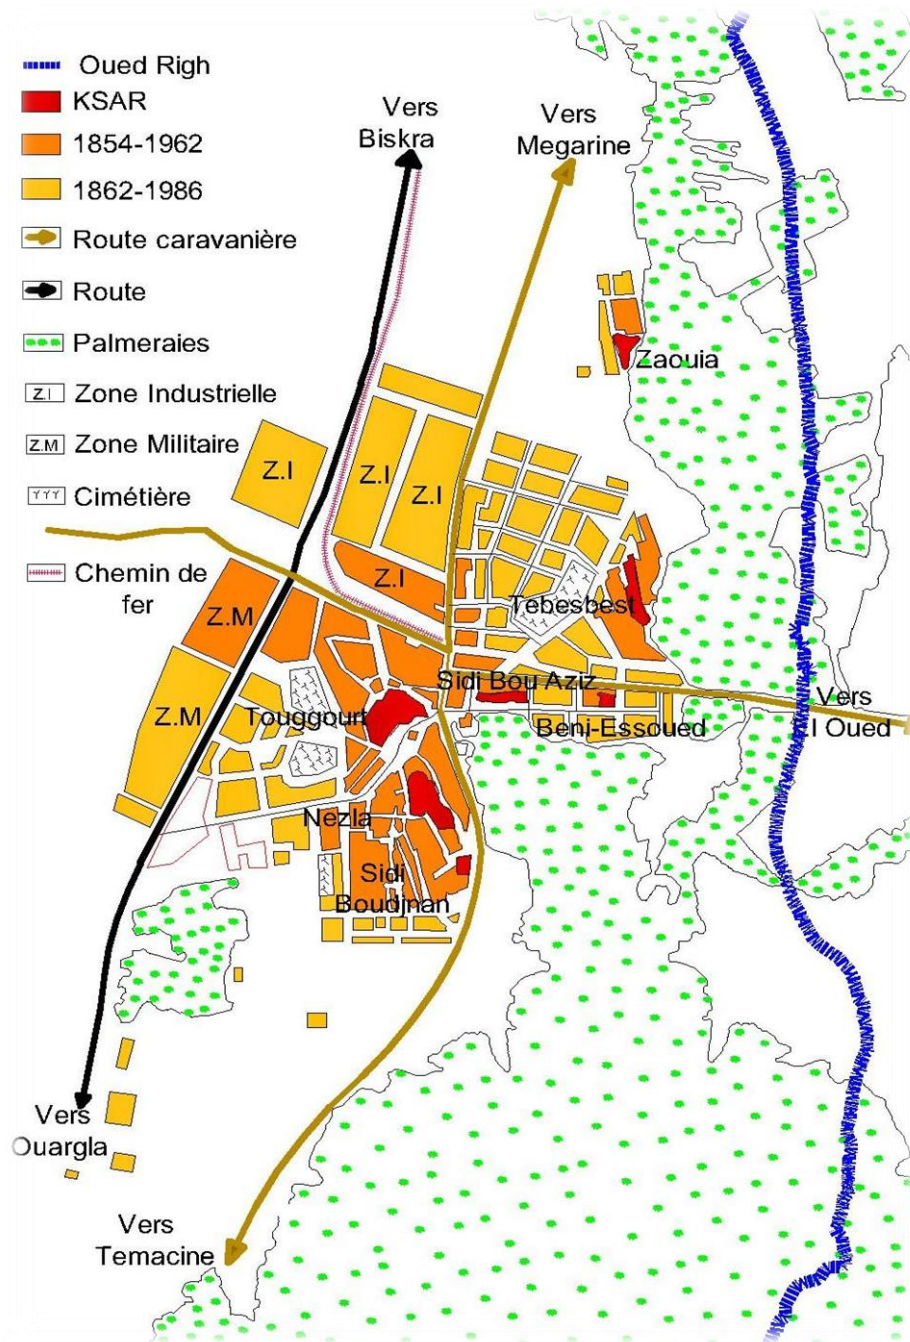 Oued Righ
KSAR
1854-1962
1862-1986
Route caravanière
Route
Palmeraies
Z.I Zone Industrielle
Z.M Zone Militaire
Cimétière
Chemin de
fer
Vers
Biskra
Vers
Megarine
Zaouia
Z.I
Z.I
Z.I
Z.I
Z.M
Z.M
Tebesbest
Sidi Bou Aziz
Touggourt
Beni-Essoued
Vers
El Oued
Nezla
Sidi
Boudjnan
Vers
Ouargla
Vers
Temacine